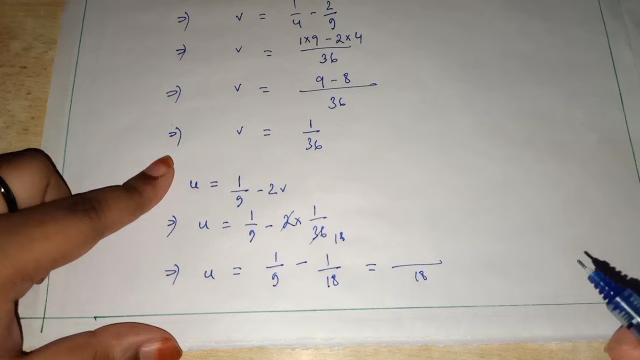 ⇒ v = 1/4 - 2/9
⇒ v = (1×9 - 2×4)/36
⇒ v = (9 - 8)/36
⇒ v = 1/36
u = 1/9 - 2v
⇒ u = 1/9 - 2 × 1/36 18
⇒ u = 1/9 - 1/18 = /18